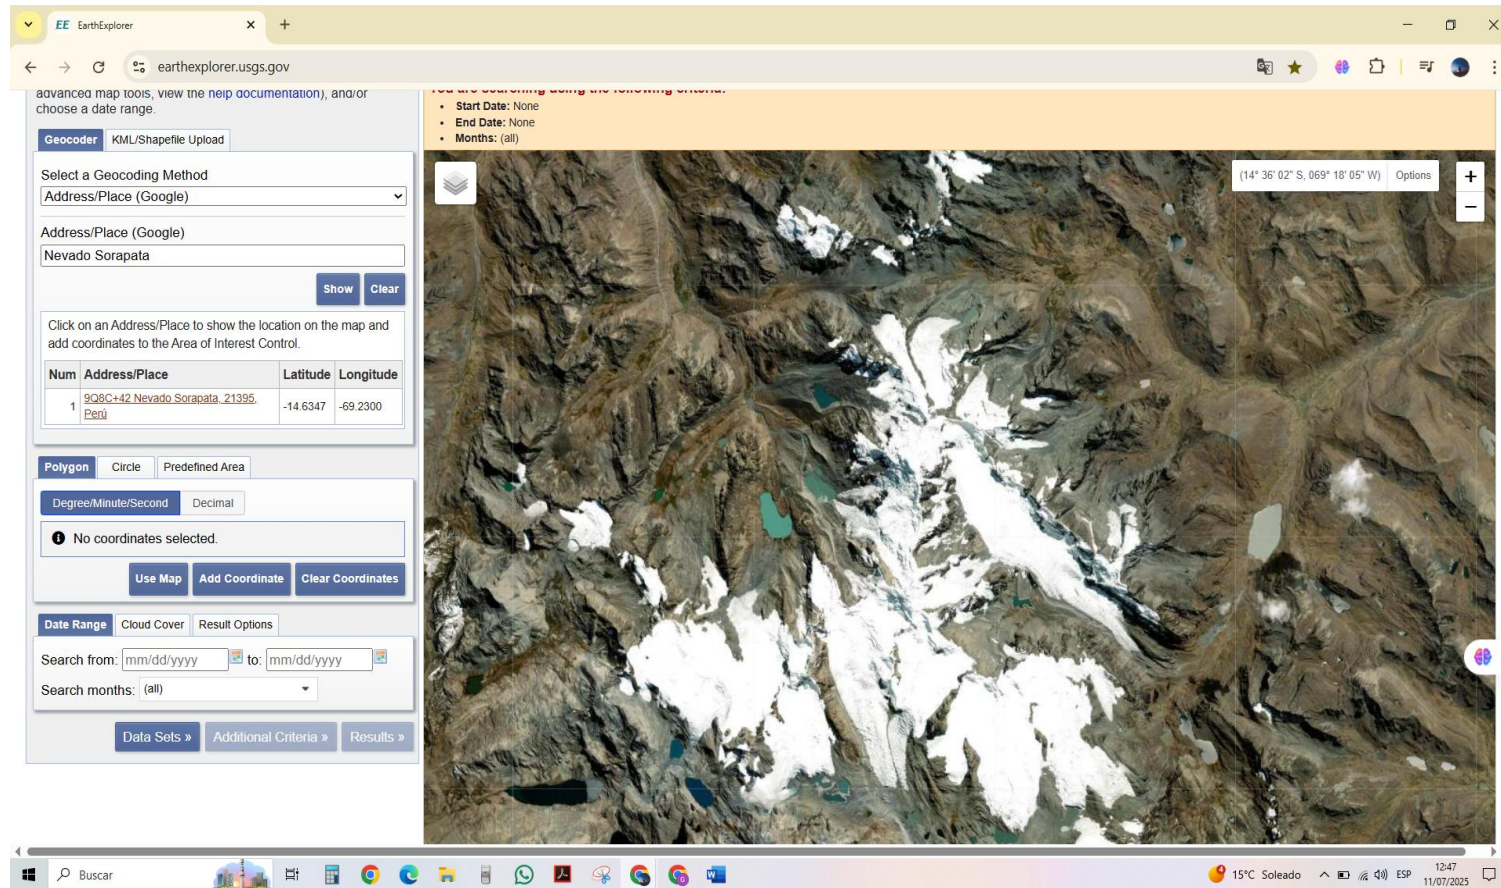 EE EarthExplorer
earthexplorer.usgs.gov
advanced map tools, view the help documentation), and/or
choose a date range.
Geocoder KML/Shapefile Upload
Select a Geocoding Method
Address/Place (Google)
Address/Place (Google)
Nevado Sorapata
Show Clear
Click on an Address/Place to show the location on the map and
add coordinates to the Area of Interest Control.
Num Address/Place Latitude Longitude
1 9Q8C+42 Nevado Sorapata, 21395, -14.6347 -69.2300
Perú
Polygon Circle Predefined Area
Degree/Minute/Second Decimal
No coordinates selected.
Use Map Add Coordinate Clear Coordinates
Date Range Cloud Cover Result Options
Search from: mm/dd/yyyy to: mm/dd/yyyy
Search months: (all)
Data Sets » Additional Criteria » Results »
You are searching using the following criteria:
• Start Date: None
• End Date: None
• Months: (all)
(14° 36' 02" S, 069° 18' 05" W) Options
+
−
Buscar
15°C Soleado
ESP
12:47
11/07/2025